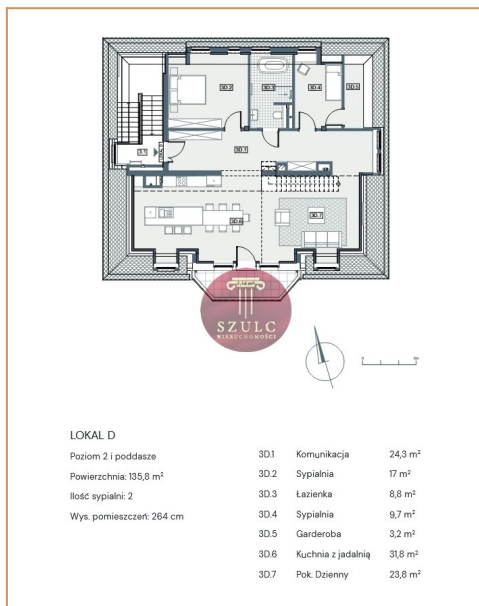 3D.2
3D.3
3D.4
3D.5
3.1
LOKAL D
3D.1
3D.6
3D.7
SZULC
NIERUCHOMOŚCI
LOKAL D
Poziom 2 i poddasze
Powierzchnia: 135,8 m²
Ilość sypialni: 2
Wys. pomieszczeń: 264 cm
3D.1 Komunikacja 24,3 m²
3D.2 Sypialnia 17 m²
3D.3 Łazienka 8,8 m²
3D.4 Sypialnia 9,7 m²
3D.5 Garderoba 3,2 m²
3D.6 Kuchnia z jadalnią 31,8 m²
3D.7 Pok. Dzienny 23,8 m²